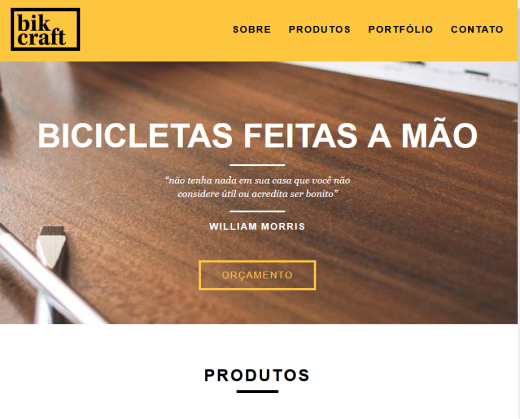 bik
craft
SOBRE PRODUTOS PORTFÓLIO CONTATO
BICICLETAS FEITAS A MÃO
“não tenha nada em sua casa que você não
considere útil ou acredita ser bonito”
WILLIAM MORRIS
ORÇAMENTO
PRODUTOS